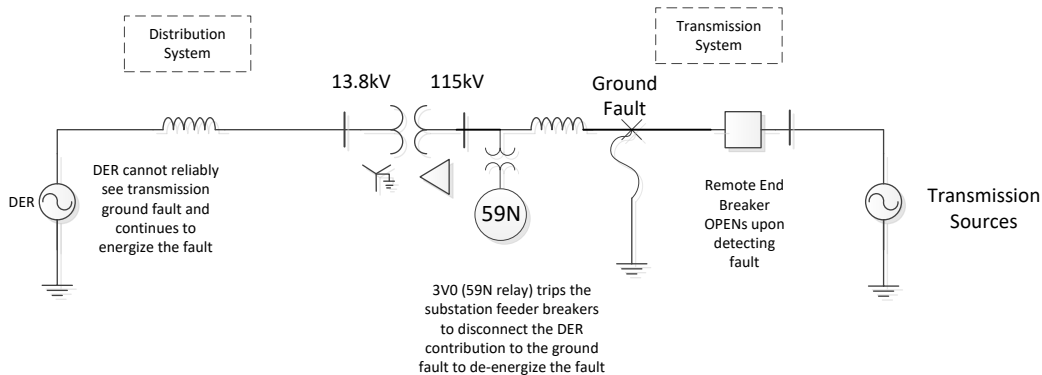 Distribution
System
Transmission
System
13.8kV
115kV
Ground
Fault
DER
DER cannot reliably
see transmission
ground fault and
continues to
energize the fault
59N
Remote End
Breaker
OPENs upon
detecting
fault
Transmission
Sources
3V0 (59N relay) trips the
substation feeder breakers
to disconnect the DER
contribution to the ground
fault to de-energize the fault